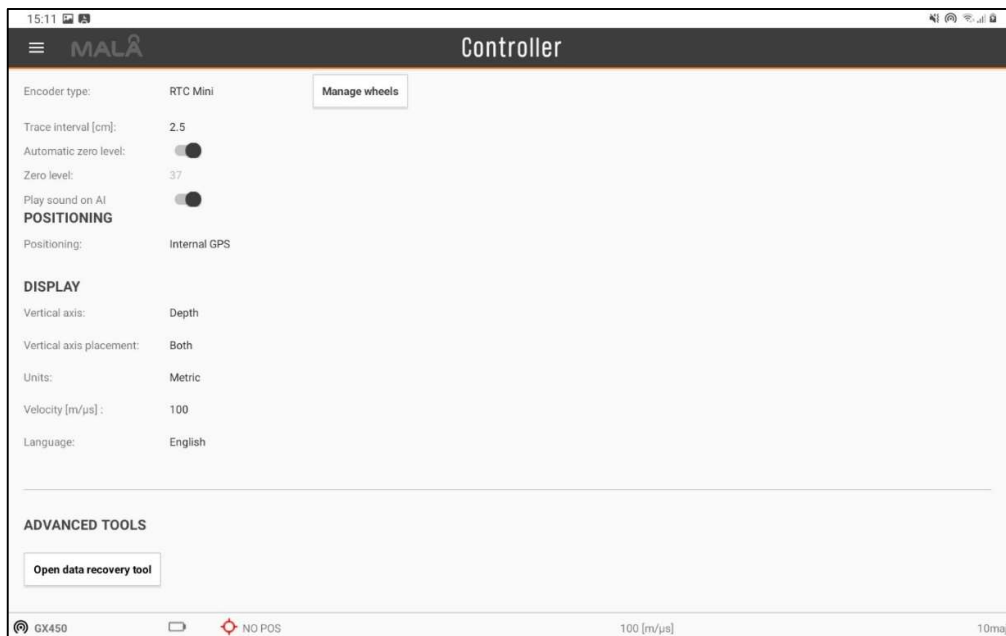 15:11
MALÅ Controller
Encoder type: RTC Mini Manage wheels
Trace interval [cm]: 2.5
Automatic zero level:
Zero level: 37
Play sound on AI
POSITIONING
Positioning: Internal GPS
DISPLAY
Vertical axis: Depth
Vertical axis placement: Both
Units: Metric
Velocity [m/µs] : 100
Language: English
ADVANCED TOOLS
Open data recovery tool
GX450 NO POS 100 [m/µs] 10ma